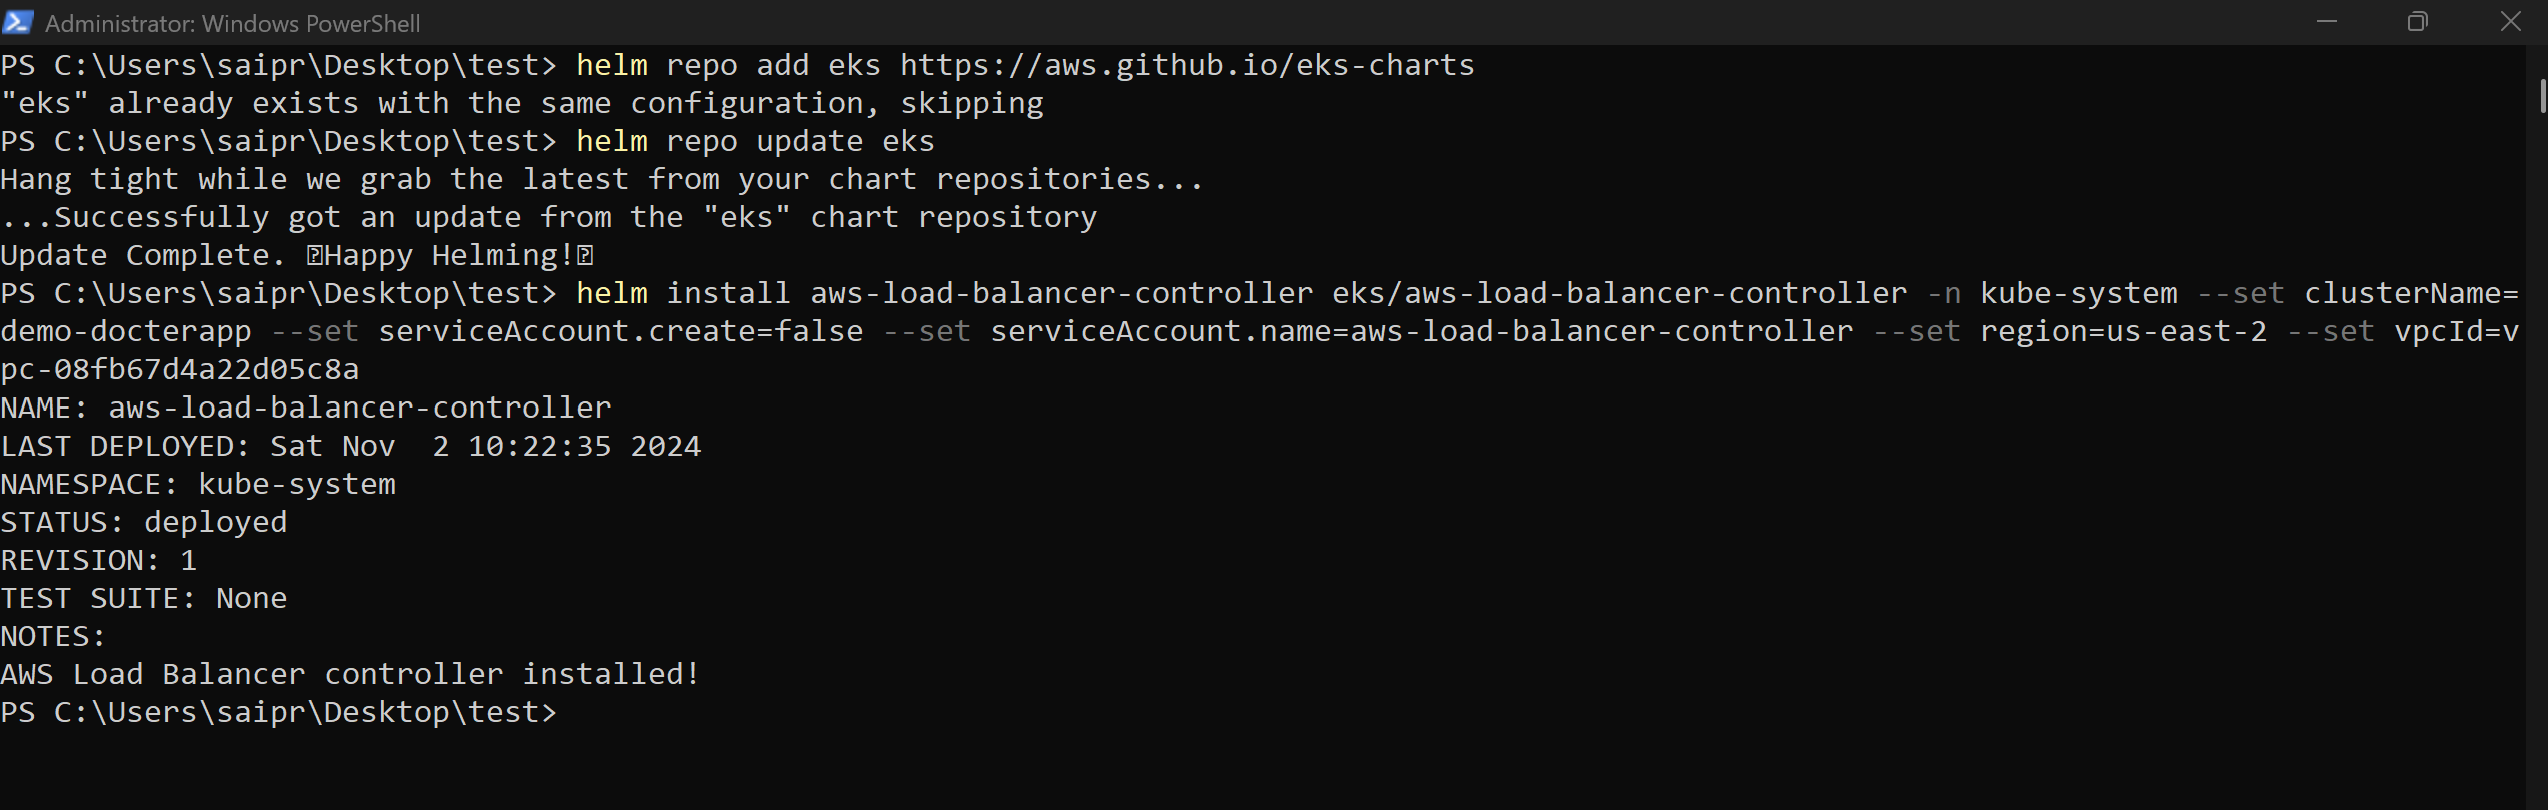 Administrator: Windows PowerShell
PS C:\Users\saipr\Desktop\test> helm repo add eks https://aws.github.io/eks-charts
"eks" already exists with the same configuration, skipping
PS C:\Users\saipr\Desktop\test> helm repo update eks
Hang tight while we grab the latest from your chart repositories...
...Successfully got an update from the "eks" chart repository
Update Complete. ⍰Happy Helming!⍰
PS C:\Users\saipr\Desktop\test> helm install aws-load-balancer-controller eks/aws-load-balancer-controller -n kube-system --set clusterName=
demo-docterapp --set serviceAccount.create=false --set serviceAccount.name=aws-load-balancer-controller --set region=us-east-2 --set vpcId=v
pc-08fb67d4a22d05c8a
NAME: aws-load-balancer-controller
LAST DEPLOYED: Sat Nov  2 10:22:35 2024
NAMESPACE: kube-system
STATUS: deployed
REVISION: 1
TEST SUITE: None
NOTES:
AWS Load Balancer controller installed!
PS C:\Users\saipr\Desktop\test>